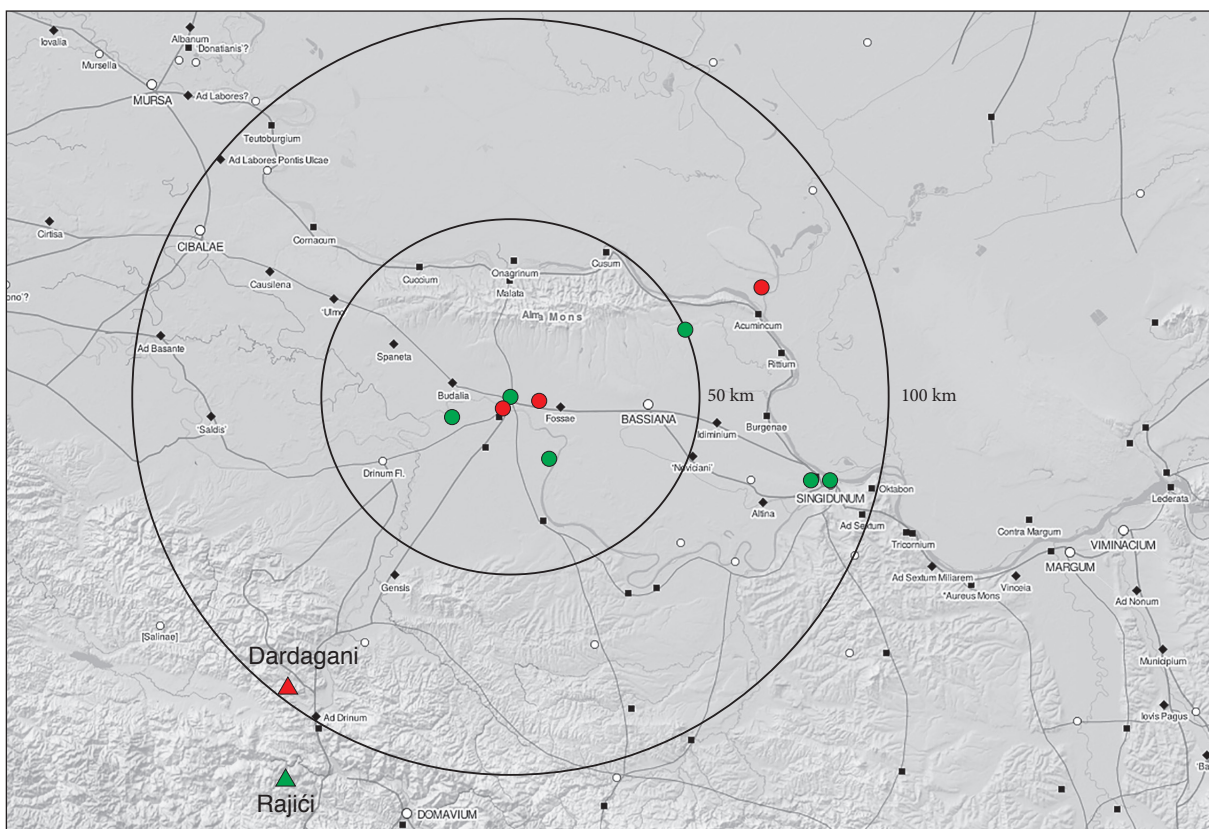 Iovalia
Albanum
'Donatianis'?
Mursella
MURSA
Ad Labores?
Teutoburgium
Ad Labores Pontis Ulcae
Cirtisa
CIBALAE
Cornacum
Cusum
Cuccium
Onagrinum
Malata
Causilena
ono'?
'Ulmo'
Alma Mons
Acumincum
Ad Basante
Spaneta
Rittium
Budalia
50 km
100 km
'Saldis'
Fossae
BASSIANA
Idiminium
Burgenae
Drinum Fl.
'Noviciani'
SINGIDUNUM
Oktabon
Lederata
Altina
Ad Sextum
Contra Margum
Tricornium
VIMINACIUM
MARGUM
Gensis
Ad Sextum Miliarem
'Aureus Mons
Vinceia
Ad Nonum
[Salinae]
Dardagani
Municipium
Ad Drinum
Iovis Pagus
'Ba
Rajići
DOMAVIUM